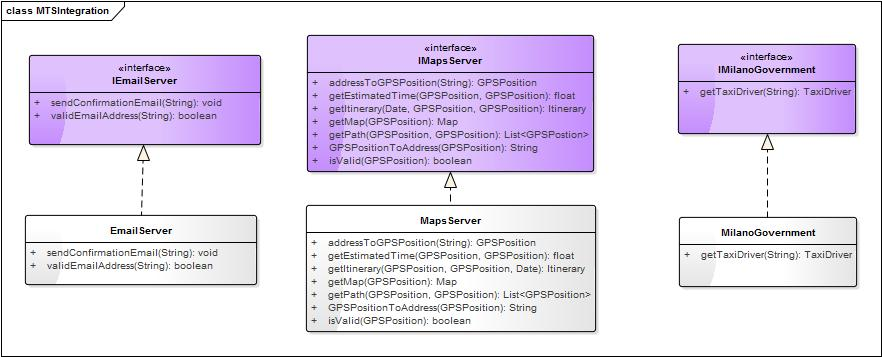 class MTSIntegration
«interface»
IEmailServer
+ sendConfirmationEmail(String): void
+ validEmailAddress(String): boolean
«interface»
IMapsServer
+ addressToGPSPosition(String): GPSPosition
+ getEstimatedTime(GPSPosition, GPSPosition): float
+ getItinerary(Date, GPSPosition, GPSPosition): Itinerary
+ getMap(GPSPosition): Map
+ getPath(GPSPosition, GPSPosition): List<GPSPostion>
+ GPSPositionToAddress(GPSPosition): String
+ isValid(GPSPosition): boolean
«interface»
IMilanoGovernment
+ getTaxiDriver(String): TaxiDriver
EmailServer
+ sendConfirmationEmail(String): void
+ validEmailAddress(String): boolean
MapsServer
+ addressToGPSPosition(String): GPSPosition
+ getEstimatedTime(GPSPosition, GPSPosition): float
+ getItinerary(GPSPosition, GPSPosition, Date): Itinerary
+ getMap(GPSPosition): Map
+ getPath(GPSPosition, GPSPosition): List<GPSPosition>
+ GPSPositionToAddress(GPSPosition): String
+ isValid(GPSPosition): boolean
MilanoGovernment
+ getTaxiDriver(String): TaxiDriver